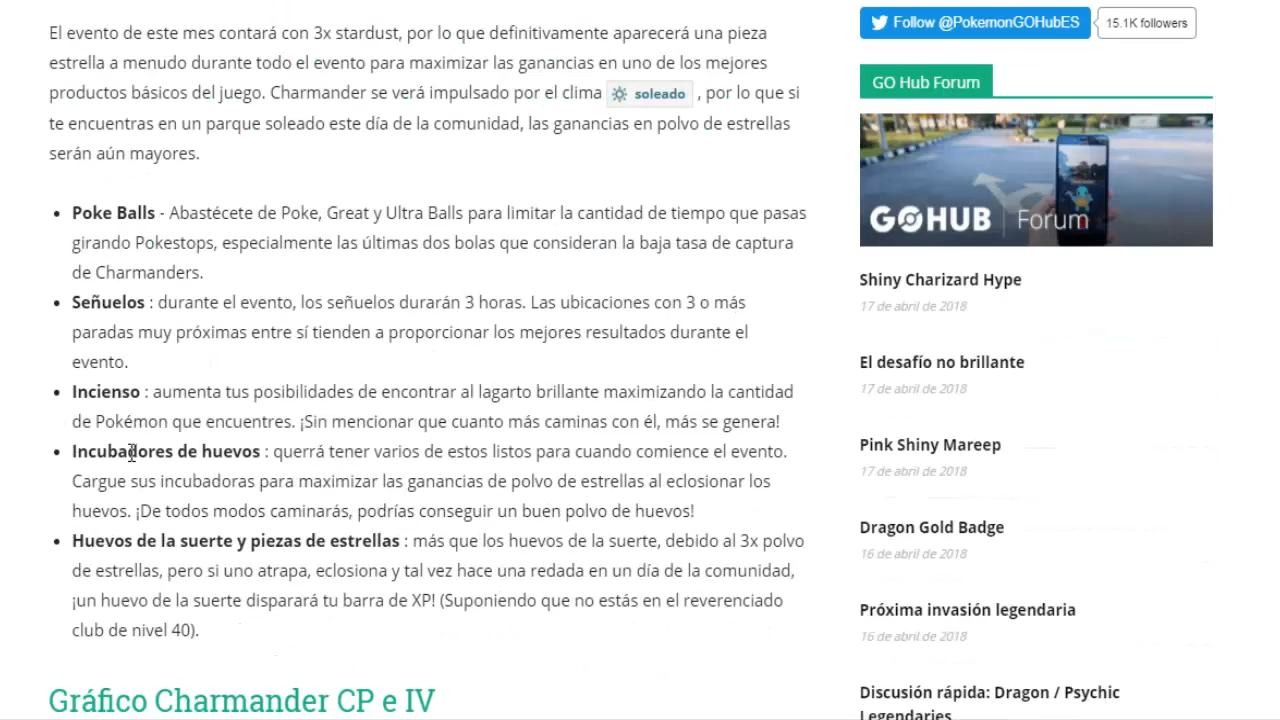 El evento de este mes contará con 3x stardust, por lo que definitivamente aparecerá una pieza
estrella a menudo durante todo el evento para maximizar las ganancias en uno de los mejores
productos básicos del juego. Charmander se verá impulsado por el clima soleado , por lo que si
te encuentras en un parque soleado este día de la comunidad, las ganancias en polvo de estrellas
serán aún mayores.
• Poke Balls - Abastécete de Poke, Great y Ultra Balls para limitar la cantidad de tiempo que pasas
girando Pokestops, especialmente las últimas dos bolas que consideran la baja tasa de captura
de Charmanders.
• Señuelos : durante el evento, los señuelos durarán 3 horas. Las ubicaciones con 3 o más
paradas muy próximas entre sí tienden a proporcionar los mejores resultados durante el
evento.
• Incienso : aumenta tus posibilidades de encontrar al lagarto brillante maximizando la cantidad
de Pokémon que encuentres. ¡Sin mencionar que cuanto más caminas con él, más se genera!
• Incubadores de huevos : querrá tener varios de estos listos para cuando comience el evento.
Cargue sus incubadoras para maximizar las ganancias de polvo de estrellas al eclosionar los
huevos. ¡De todos modos caminarás, podrías conseguir un buen polvo de huevos!
• Huevos de la suerte y piezas de estrellas : más que los huevos de la suerte, debido al 3x polvo
de estrellas, pero si uno atrapa, eclosiona y tal vez hace una redada en un día de la comunidad,
¡un huevo de la suerte disparará tu barra de XP! (Suponiendo que no estás en el reverenciado
club de nivel 40).
Gráfico Charmander CP e IV
Follow @PokemonGOHubES
15.1K followers
GO Hub Forum
GOHUB | Forum
Shiny Charizard Hype
17 de abril de 2018
El desafío no brillante
17 de abril de 2018
Pink Shiny Mareep
17 de abril de 2018
Dragon Gold Badge
16 de abril de 2018
Próxima invasión legendaria
16 de abril de 2018
Discusión rápida: Dragon / Psychic
Legendaries